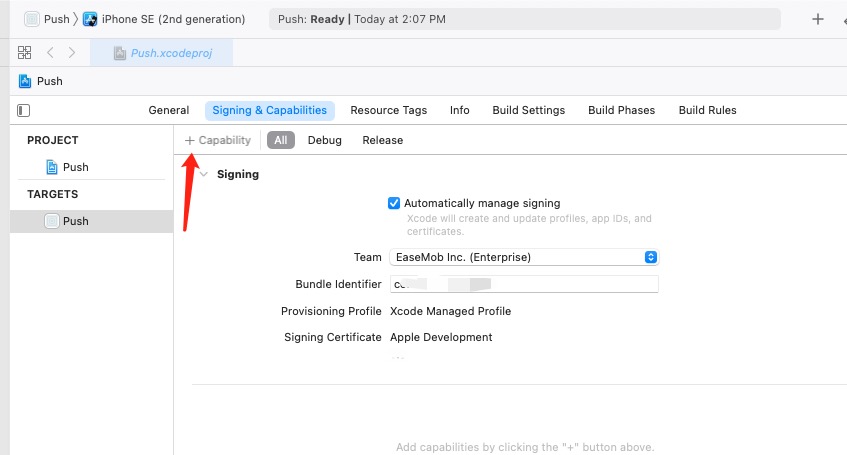 Push iPhone SE (2nd generation) Push: Ready | Today at 2:07 PM
Push.xcodeproj
Push
General Signing & Capabilities Resource Tags Info Build Settings Build Phases Build Rules
PROJECT
Push
TARGETS
Push
+ Capability All Debug Release
Signing
Automatically manage signing
Xcode will create and update profiles, app IDs, and
certificates.
Team EaseMob Inc. (Enterprise)
Bundle Identifier
Provisioning Profile Xcode Managed Profile
Signing Certificate Apple Development
Add capabilities by clicking the "+" button above.